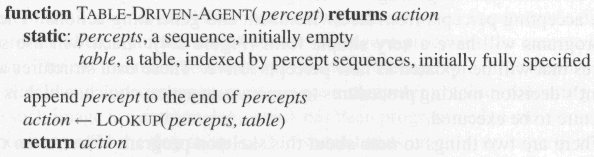 function TABLE-DRIVEN-AGENT(percept) returns action
static: percepts, a sequence, initially empty
table, a table, indexed by percept sequences, initially fully specified
append percept to the end of percepts
action ← LOOKUP(percepts, table)
return action